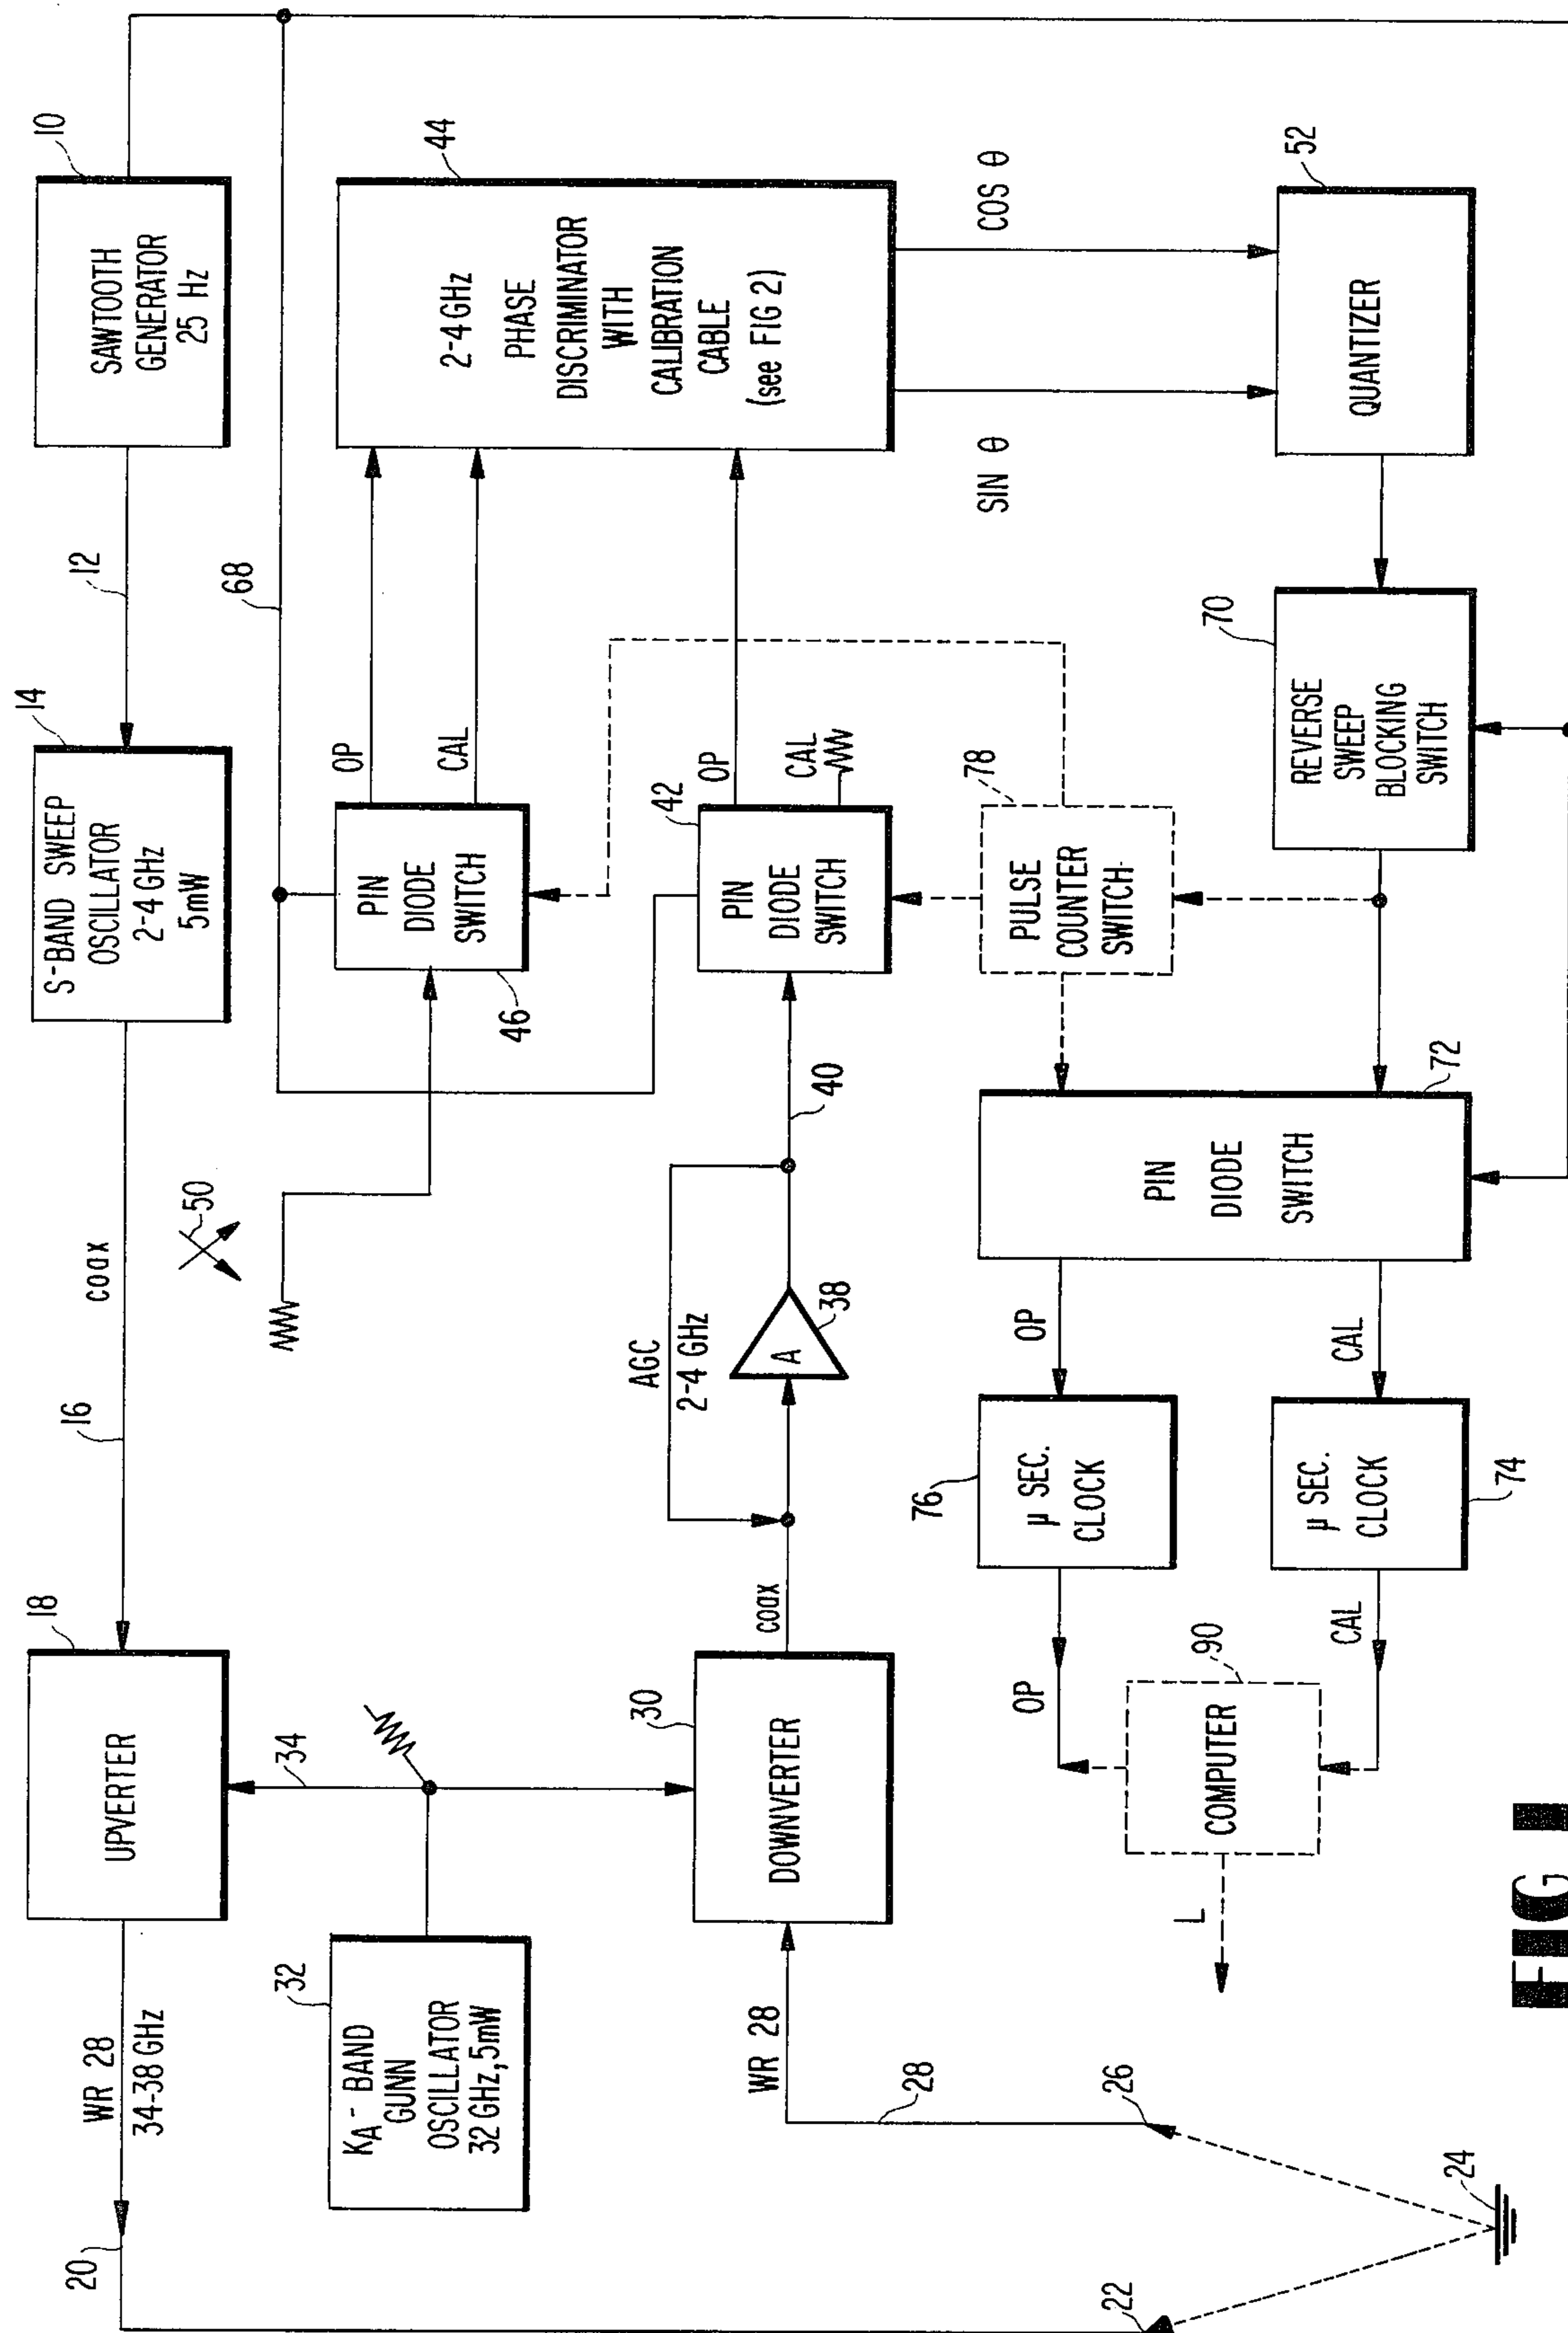 20
WR 28
34-38 GHz
18
UPVERTER
16
coax
14
S-BAND SWEEP
OSCILLATOR
2-4 GHz
5mW
12
10
SAWTOOTH
GENERATOR
25 Hz
32
KA - BAND
GUNN
OSCILLATOR
32 GHz, 5mW
34
50
68
46
PIN
DIODE
SWITCH
OP
CAL
44
2-4 GHz
PHASE
DISCRIMINATOR
WITH
CALIBRATION
CABLE
(see FIG 2)
WR 28
28
30
DOWNVERTER
coax
AGC
2-4 GHz
A
38
40
42
PIN
DIODE
SWITCH
OP
CAL
SIN θ
COS θ
22
26
24
L
90
COMPUTER
OP
CAL
76
μ SEC.
CLOCK
μ SEC.
CLOCK
74
OP
CAL
PIN
DIODE
SWITCH
72
78
PULSE
COUNTER
SWITCH
70
REVERSE
SWEEP
BLOCKING
SWITCH
52
QUANTIZER
FIG 1